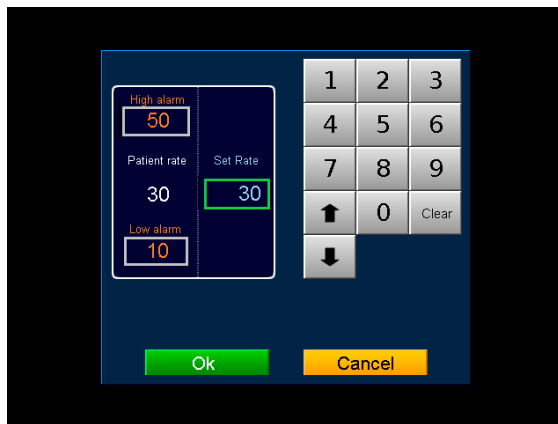 High alarm
50
Patient rate
30
Low alarm
10
Set Rate
30
1 2 3
4 5 6
7 8 9
0 Clear
Ok Cancel